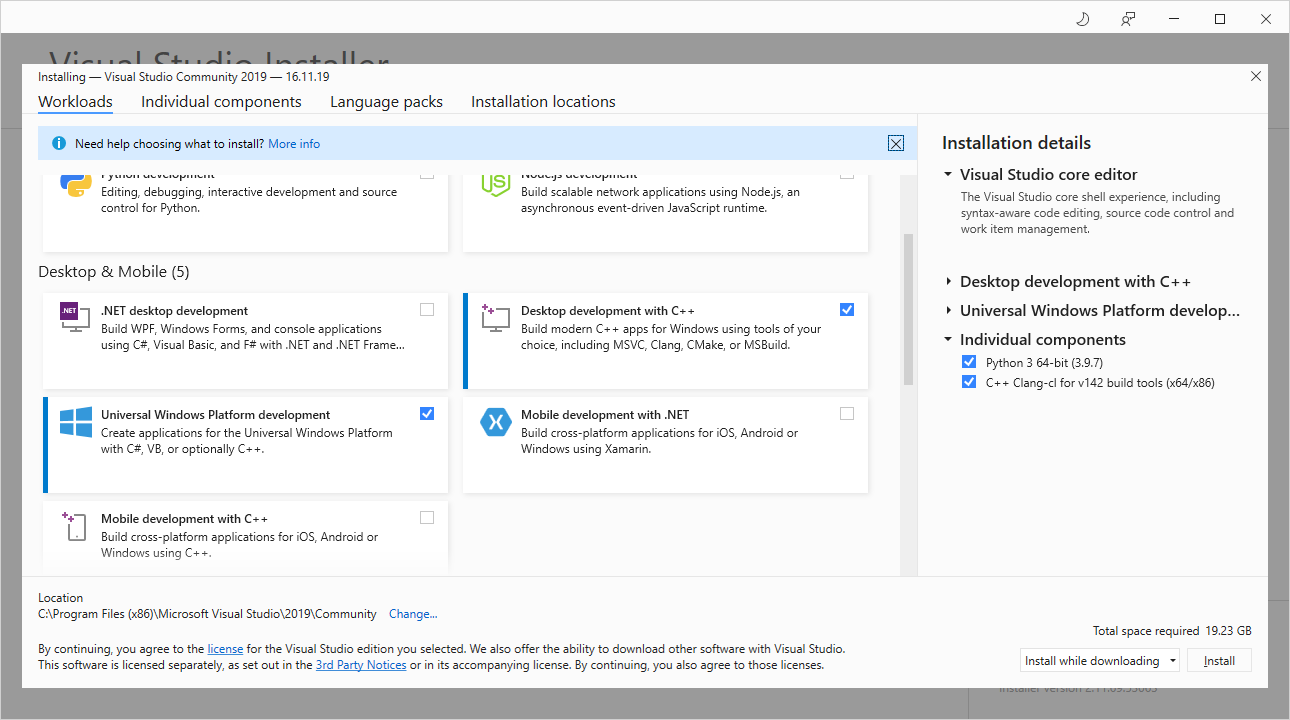 Visual Studio Installer
Installing — Visual Studio Community 2019 — 16.11.19
Workloads Individual components Language packs Installation locations
Need help choosing what to install? More info
Python development
Editing, debugging, interactive development and source
control for Python.
Node.js development
Build scalable network applications using Node.js, an
asynchronous event-driven JavaScript runtime.
Desktop & Mobile (5)
.NET
.NET desktop development
Build WPF, Windows Forms, and console applications
using C#, Visual Basic, and F# with .NET and .NET Frame...
Desktop development with C++
Build modern C++ apps for Windows using tools of your
choice, including MSVC, Clang, CMake, or MSBuild.
Universal Windows Platform development
Create applications for the Universal Windows Platform
with C#, VB, or optionally C++.
Mobile development with .NET
Build cross-platform applications for iOS, Android or
Windows using Xamarin.
Mobile development with C++
Build cross-platform applications for iOS, Android or
Windows using C++.
Installation details
Visual Studio core editor
The Visual Studio core shell experience, including
syntax-aware code editing, source code control and
work item management.
Desktop development with C++
Universal Windows Platform develop...
Individual components
Python 3 64-bit (3.9.7)
C++ Clang-cl for v142 build tools (x64/x86)
Location
C:\Program Files (x86)\Microsoft Visual Studio\2019\Community Change...
By continuing, you agree to the license for the Visual Studio edition you selected. We also offer the ability to download other software with Visual Studio.
This software is licensed separately, as set out in the 3rd Party Notices or in its accompanying license. By continuing, you also agree to those licenses.
Total space required 19.23 GB
Install while downloading Install